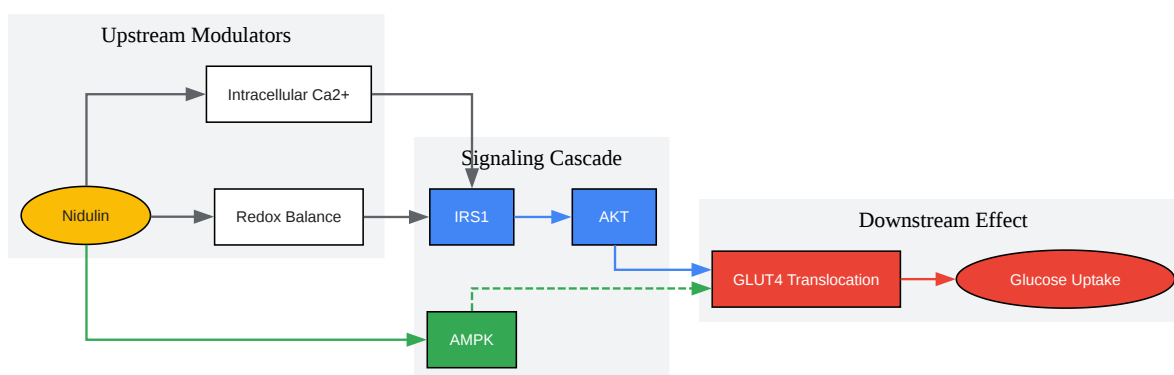 Upstream Modulators
Intracellular Ca2+
Nidulin
Redox Balance
Signaling Cascade
IRS1
AKT
AMPK
Downstream Effect
GLUT4 Translocation
Glucose Uptake